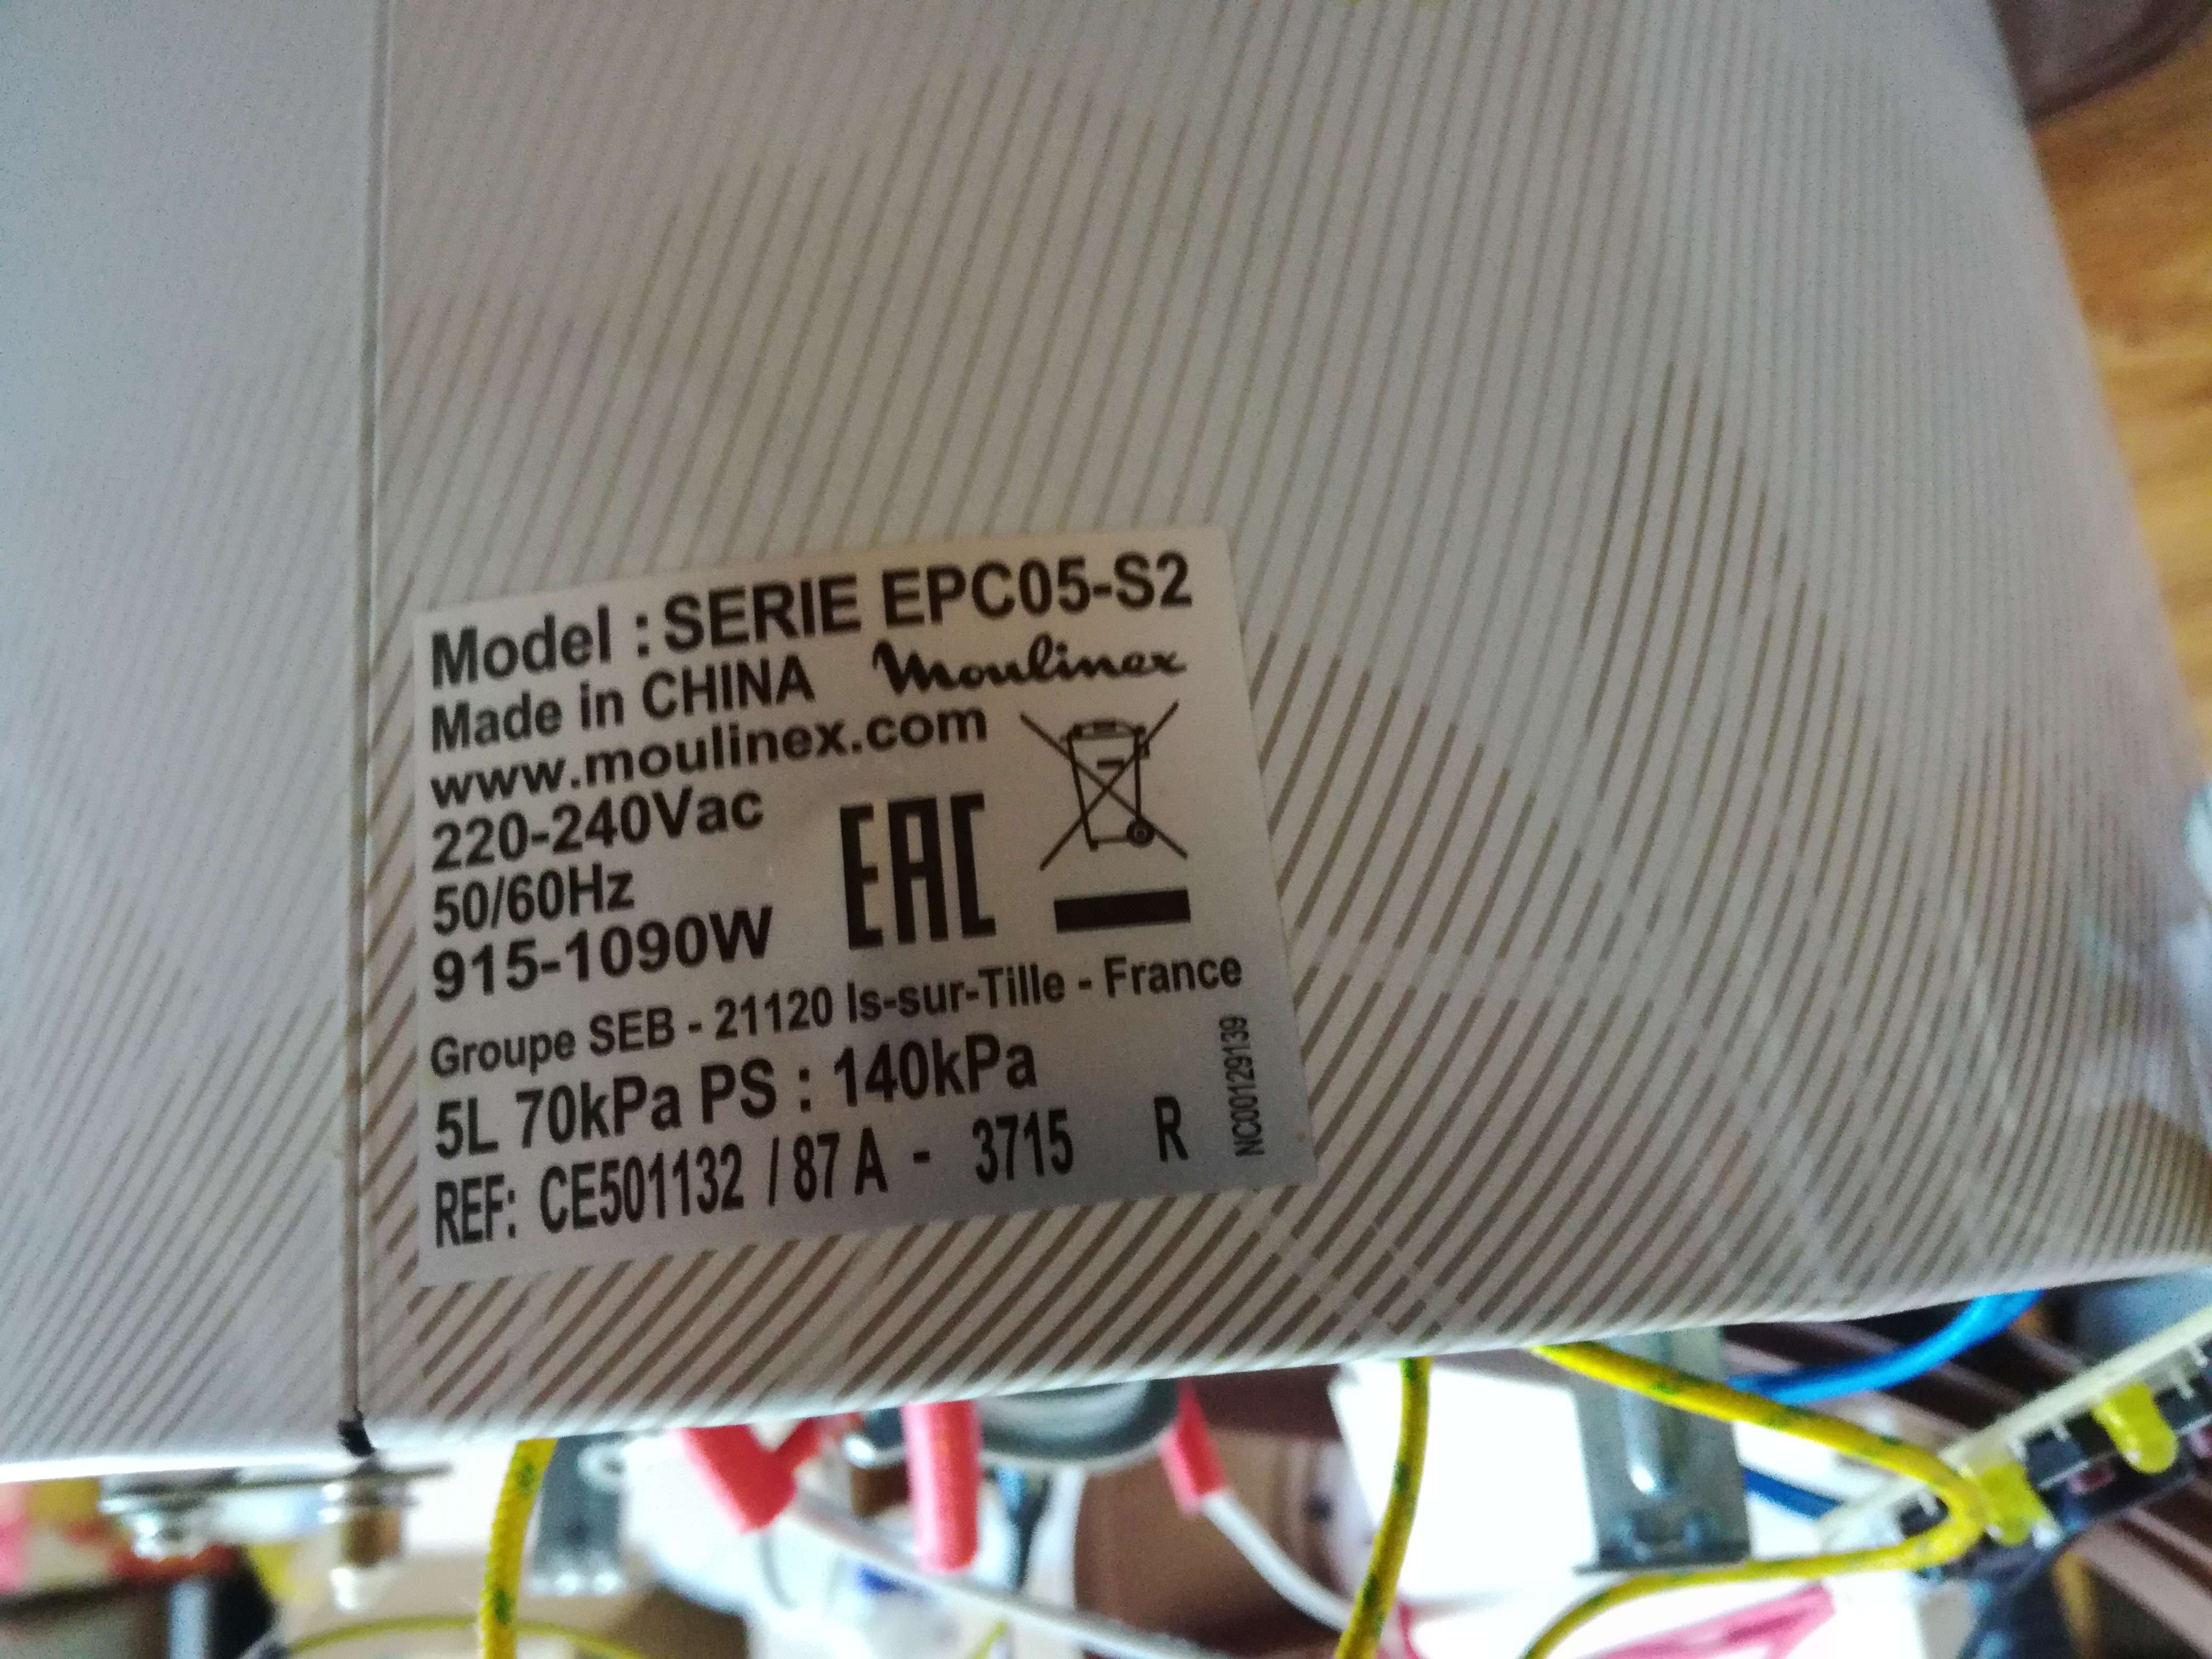 Model : SERIE EPC05-S2
Made in CHINA Moulinex
www.moulinex.com
220-240Vac
50/60Hz
915-1090W
EAC
Groupe SEB - 21120 Is-sur-Tille - France
5L 70kPa PS : 140kPa
REF: CE501132 / 87 A - 3715 R
NC00129139